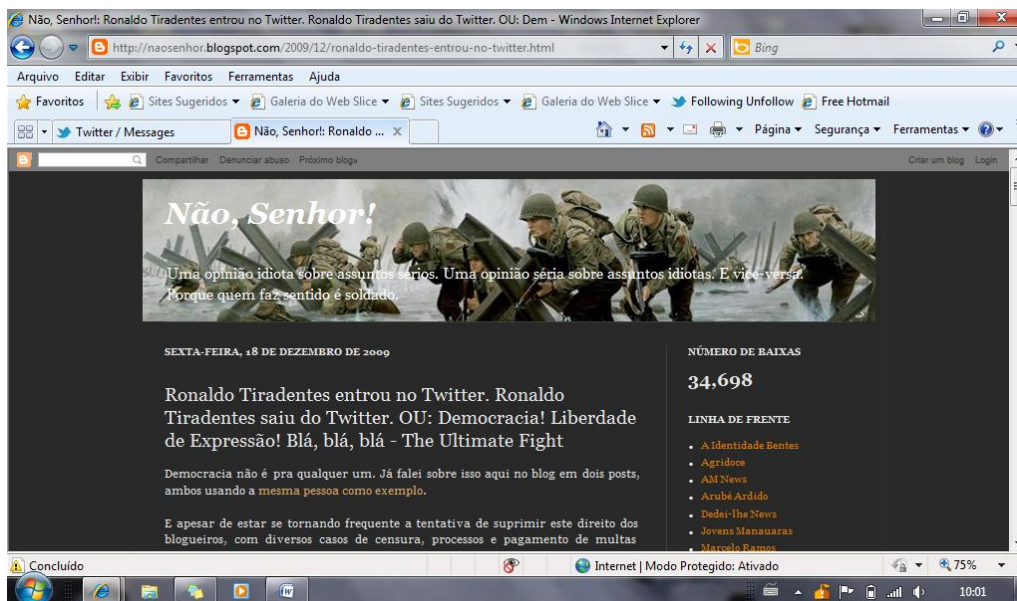 Não, Senhor!: Ronaldo Tiradentes entrou no Twitter. Ronaldo Tiradentes saiu do Twitter. OU: Dem - Windows Internet Explorer
http://naosenhor.blogspot.com/2009/12/ronaldo-tiradentes-entrou-no-twitter.html
Bing
Arquivo Editar Exibir Favoritos Ferramentas Ajuda
Favoritos Sites Sugeridos Galeria do Web Slice Sites Sugeridos Galeria do Web Slice Following Unfollow Free Hotmail
Twitter / Messages Não, Senhor!: Ronaldo ... X Página Segurança Ferramentas
Compartilhar Denunciar abuso Próximo blog» Criar um blog Login
Não, Senhor!
Uma opinião idiota sobre assuntos sérios. Uma opinião séria sobre assuntos idiotas. E vice-versa.
Porque quem faz sentido é soldado.
SEXTA-FEIRA, 18 DE DEZEMBRO DE 2009
Ronaldo Tiradentes entrou no Twitter. Ronaldo
Tiradentes saiu do Twitter. OU: Democracia! Liberdade
de Expressão! Blá, blá, blá - The Ultimate Fight
Democracia não é pra qualquer um. Já falei sobre isso aqui no blog em dois posts,
ambos usando a mesma pessoa como exemplo.
E apesar de estar se tornando frequente a tentativa de suprimir este direito dos
blogueiros, com diversos casos de censura, processos e pagamento de multas
NÚMERO DE BAIXAS
34,698
LINHA DE FRENTE
A Identidade Bentes
Agridoce
AM News
Arubé Ardido
Dedei-lhe News
Jovens Manauaras
Marcelo Ramos
Concluído Internet | Modo Protegido: Ativado 75%
10:01